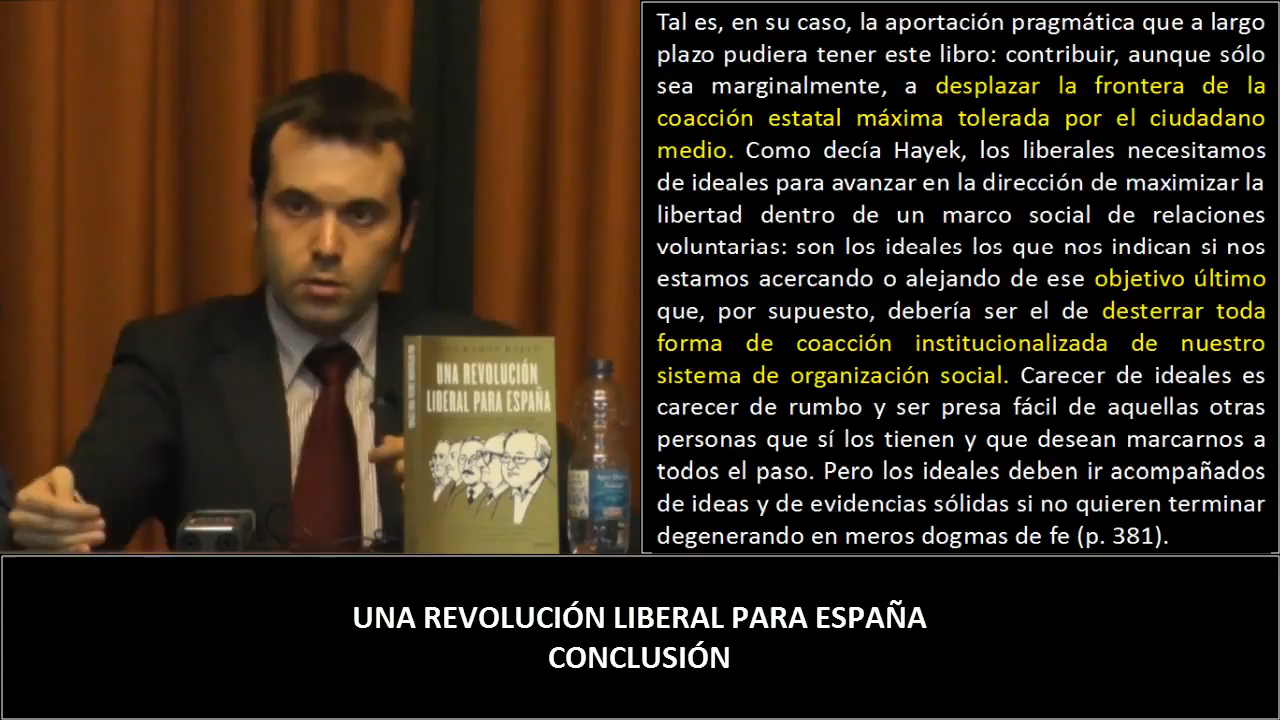 Tal es, en su caso, la aportación pragmática que a largo
plazo pudiera tener este libro: contribuir, aunque sólo
sea marginalmente, a desplazar la frontera de la
coacción estatal máxima tolerada por el ciudadano
medio. Como decía Hayek, los liberales necesitamos
de ideales para avanzar en la dirección de maximizar la
libertad dentro de un marco social de relaciones
voluntarias: son los ideales los que nos indican si nos
estamos acercando o alejando de ese objetivo último
que, por supuesto, debería ser el de desterrar toda
forma de coacción institucionalizada de nuestro
sistema de organización social. Carecer de ideales es
carecer de rumbo y ser presa fácil de aquellas otras
personas que sí los tienen y que desean marcarnos a
todos el paso. Pero los ideales deben ir acompañados
de ideas y de evidencias sólidas si no quieren terminar
degenerando en meros dogmas de fe (p. 381).
UNA REVOLUCIÓN
LIBERAL PARA ESPAÑA
UNA REVOLUCIÓN LIBERAL PARA ESPAÑA
CONCLUSIÓN